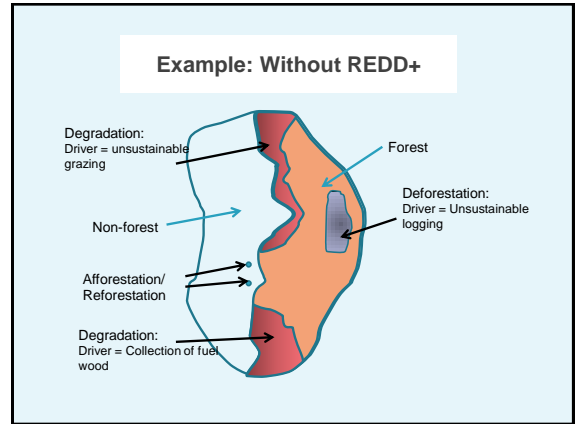 Example: Without REDD+
Degradation:
Driver = unsustainable
grazing
Forest
Deforestation:
Driver = Unsustainable
logging
Non-forest
Afforestation/
Reforestation
Degradation:
Driver = Collection of fuel
wood